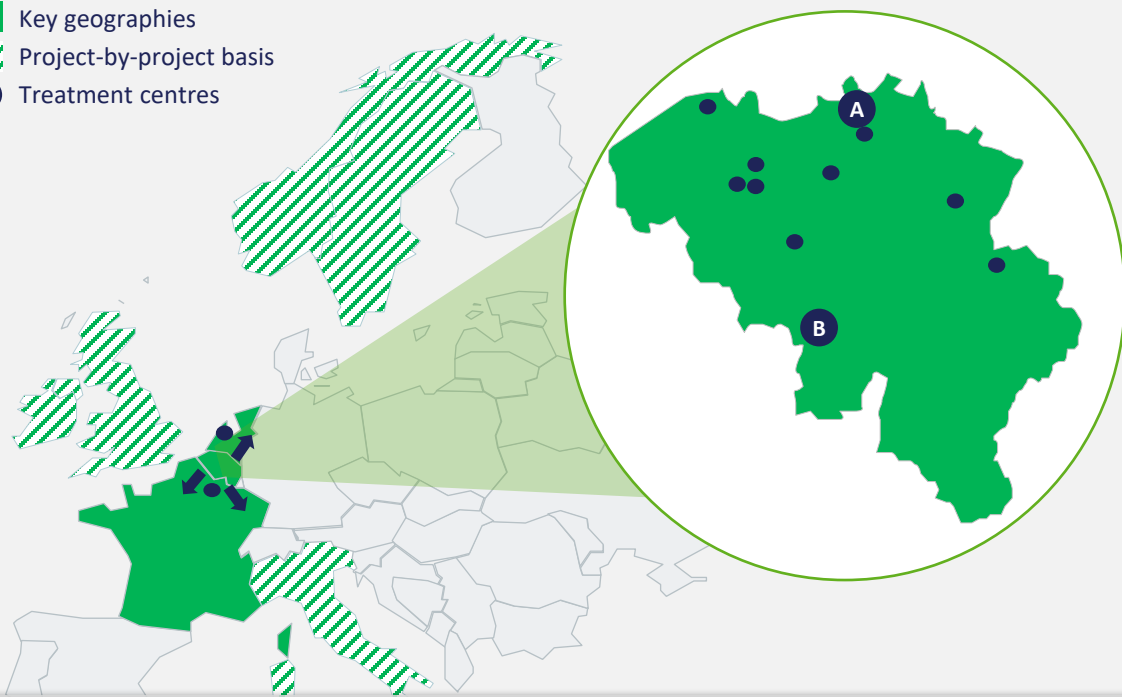 Key geographies
Project-by-project basis
Treatment centres
A
B